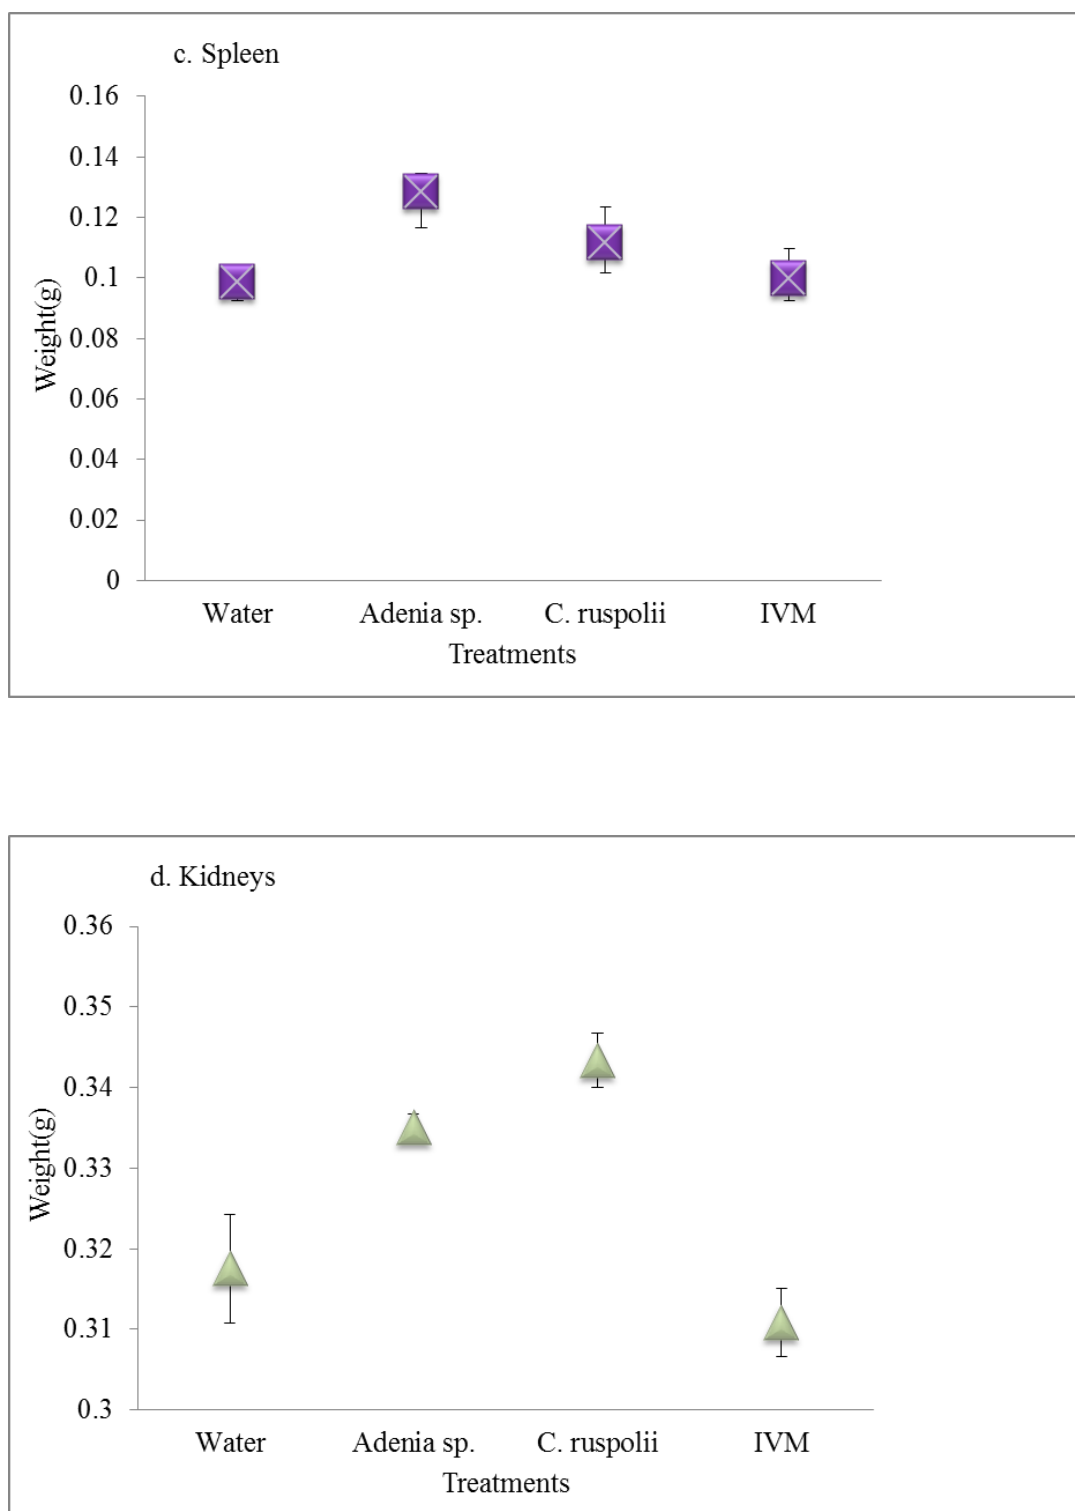 c. Spleen
0.16
0.14
0.12
0.1
0.08
0.06
0.04
0.02
0
Weight(g)
Water Adenia sp. C. ruspolii IVM
Treatments
d. Kidneys
0.36
0.35
0.34
0.33
0.32
0.31
0.3
Weight(g)
Water Adenia sp. C. ruspolii IVM
Treatments